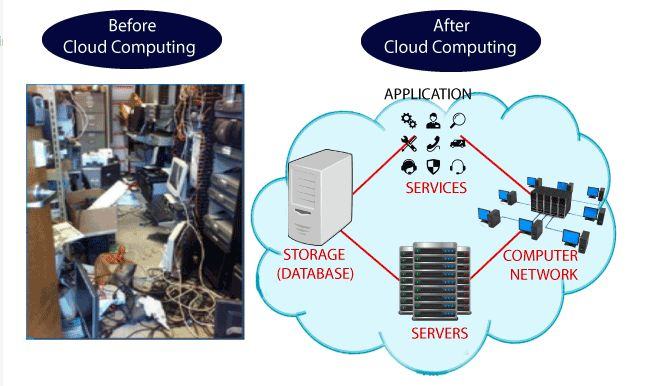 Before
Cloud Computing
After
Cloud Computing
APPLICATION
SERVICES
STORAGE
(DATABASE)
COMPUTER
NETWORK
SERVERS